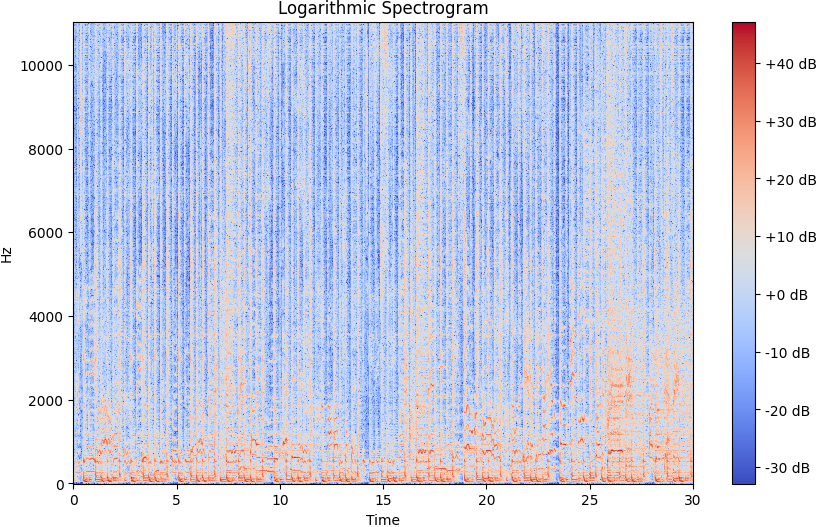 Logarithmic Spectrogram
Hz
10000
8000
6000
4000
2000
0
0 5 10 15 20 25 30
Time
+40 dB
+30 dB
+20 dB
+10 dB
+0 dB
-10 dB
-20 dB
-30 dB